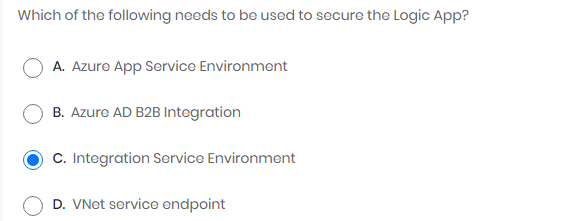 Which of the following needs to be used to secure the Logic App?
A. Azure App Service Environment
B. Azure AD B2B Integration
C. Integration Service Environment
D. VNet service endpoint